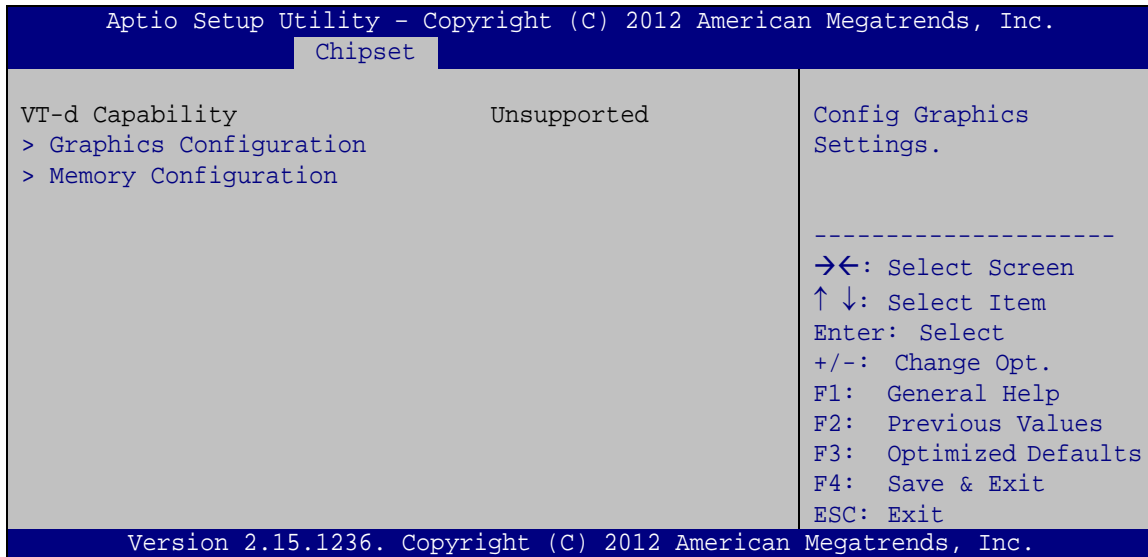 Aptio Setup Utility – Copyright (C) 2012 American Megatrends, Inc.
Chipset
VT-d Capability Unsupported
> Graphics Configuration
> Memory Configuration
Config Graphics
Settings.
---------------------
→←: Select Screen
↑ ↓: Select Item
Enter: Select
+/-: Change Opt.
F1: General Help
F2: Previous Values
F3: Optimized Defaults
F4: Save & Exit
ESC: Exit
Version 2.15.1236. Copyright (C) 2012 American Megatrends, Inc.